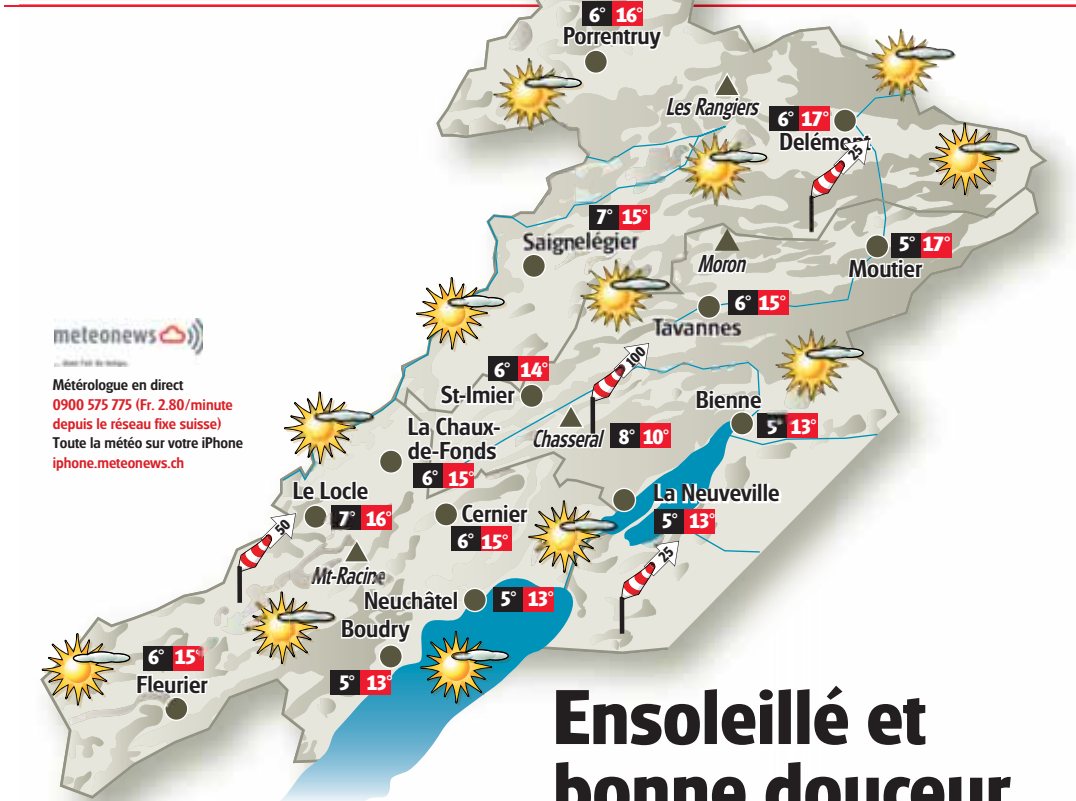 6° 16°
Porrentruy
Les Rangiers
6° 17°
Delémont
25
7° 15°
Saignelégier
Moron
5° 17°
Moutier
6° 15°
Tavannes
meteonews
Météorologue en direct
0900 575 775 (Fr. 2.80/minute
depuis le réseau fixe suisse)
Toute la météo sur votre iPhone
iphone.meteonews.ch
100
6° 14°
St-Imier
Bienne
5° 13°
La Chaux-
de-Fonds
6° 15°
Chasseral 8° 10°
Le Locle
7° 16°
La Neuveville
5° 13°
Cernier
6° 15°
50
25
Mt-Racine
Neuchâtel 5° 13°
Boudry
5° 13°
6° 15°
Fleurier
Ensoleillé et
bonne douceur